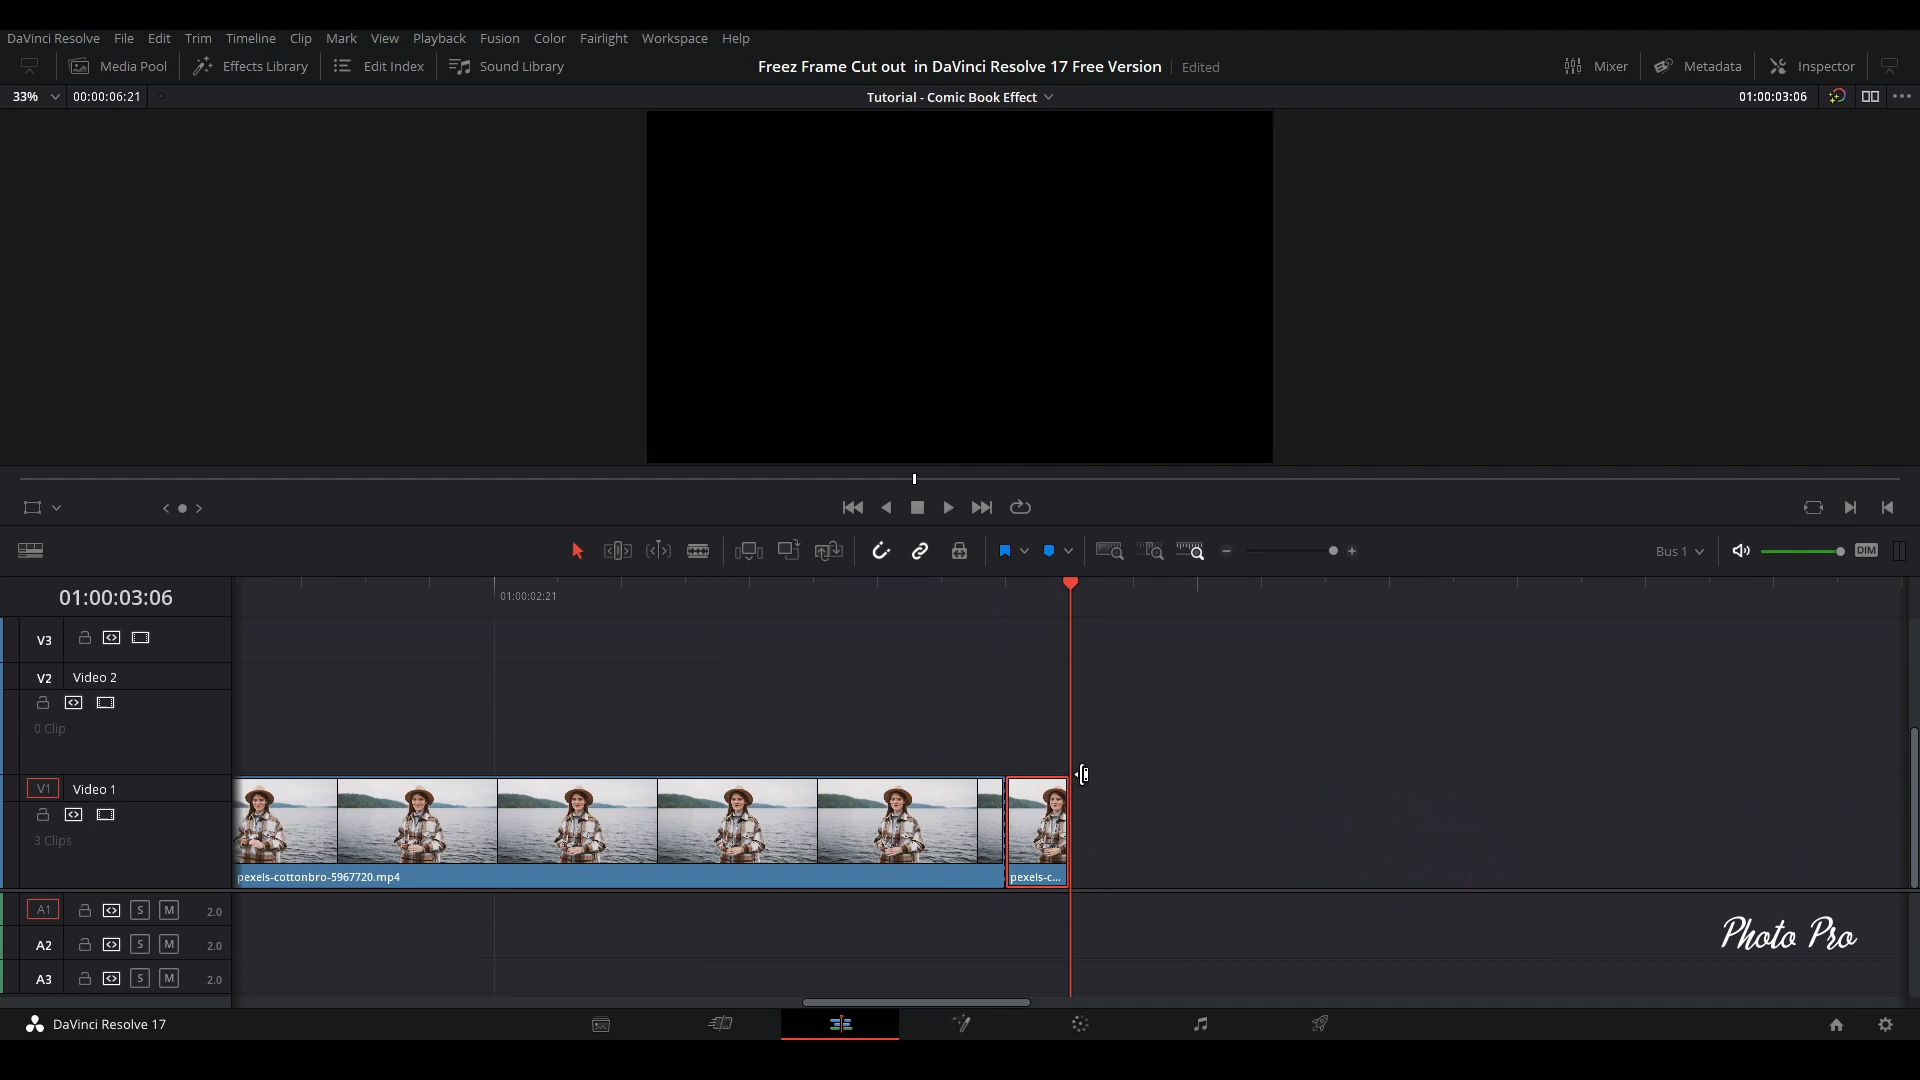 DaVinci Resolve File Edit Trim Timeline Clip Mark View Playback Fusion Color Fairlight Workspace Help
Media Pool Effects Library Edit Index Sound Library Freez Frame Cut out in DaVinci Resolve 17 Free Version Edited Mixer Metadata Inspector
33% 00:00:06:21 Tutorial - Comic Book Effect 01:00:03:06
Bus 1 DIM
01:00:03:06 01:00:02:21
V3
V2 Video 2
0 Clip
V1 Video 1
3 Clips
pexels-cottonbro-5967720.mp4 pexels-c...
A1 S M 2.0
A2 S M 2.0
A3 S M 2.0
Photo Pro
DaVinci Resolve 17